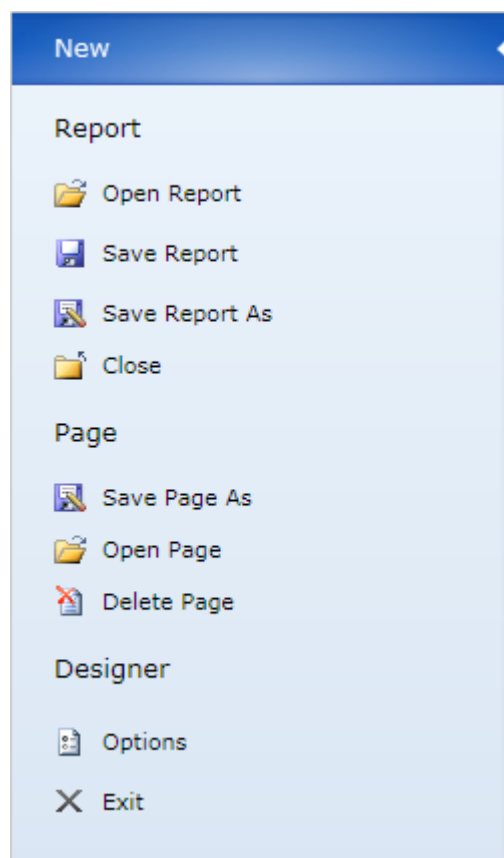 New
Report
Open Report
Save Report
Save Report As
Close
Page
Save Page As
Open Page
Delete Page
Designer
Options
Exit